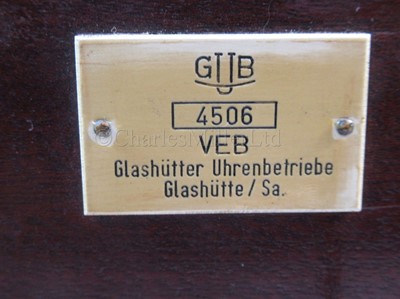 GUB
4506
VEB
Glashütter Uhrenbetriebe
Glashütte/Sa.